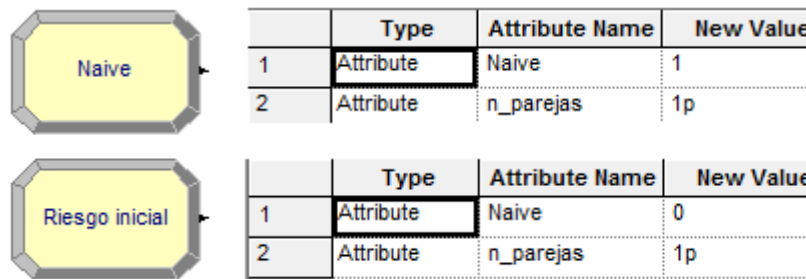 Type Attribute Name New Value
Naive
1 Attribute Naive 1
2 Attribute n_parejas 1p
Type Attribute Name New Value
Riesgo inicial
1 Attribute Naive 0
2 Attribute n_parejas 1p